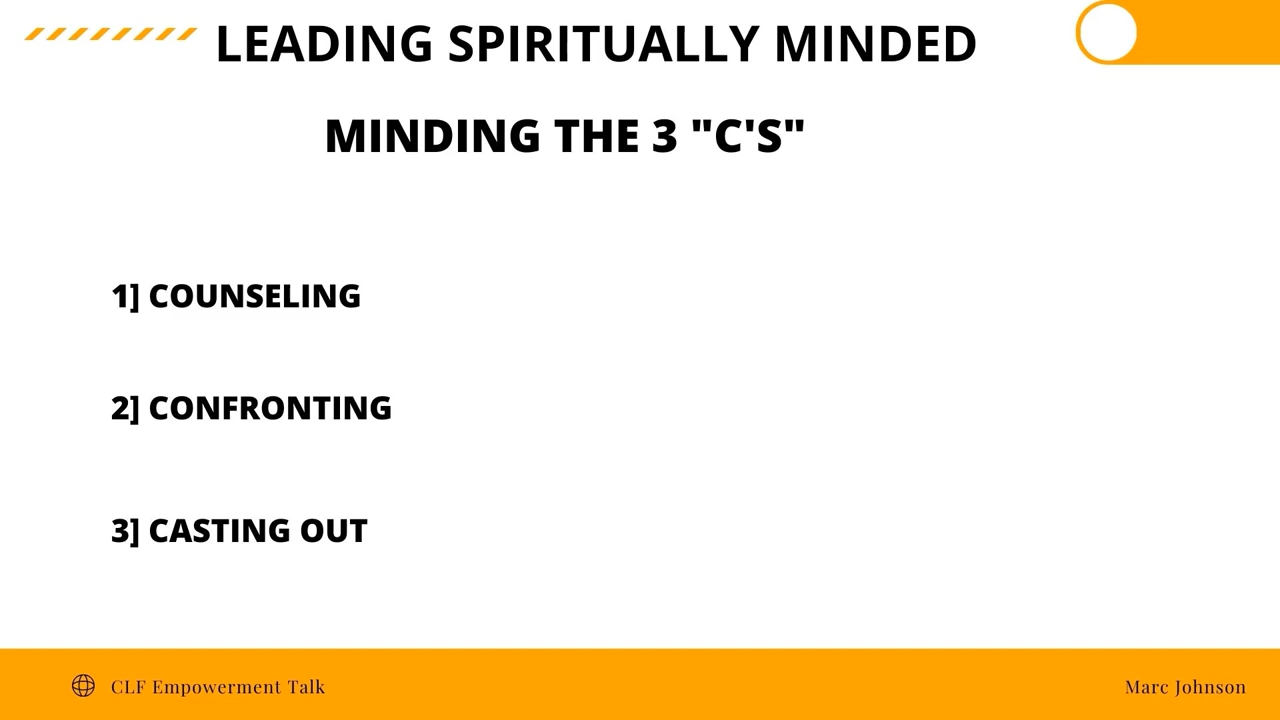 LEADING SPIRITUALLY MINDED
MINDING THE 3 "C'S"
1] COUNSELING
2] CONFRONTING
3] CASTING OUT
CLF Empowerment Talk
Marc Johnson